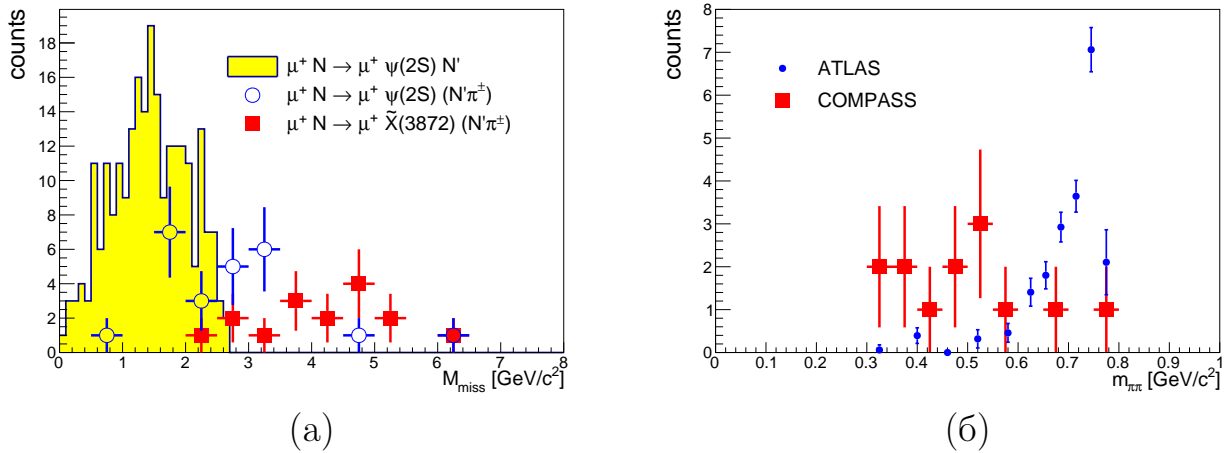 counts
18
16
14
12
10
8
6
4
2
0
μ⁺ N → μ⁺ ψ(2S) N'
μ⁺ N → μ⁺ ψ(2S) (N'π±)
μ⁺ N → μ⁺ X̃(3872) (N'π±)
0 1 2 3 4 5 6 7 8
M_miss [GeV/c²]
(а)
counts
8
7
6
5
4
3
2
1
0
ATLAS
COMPASS
0 0.1 0.2 0.3 0.4 0.5 0.6 0.7 0.8 0.9 1
m_ππ [GeV/c²]
(б)